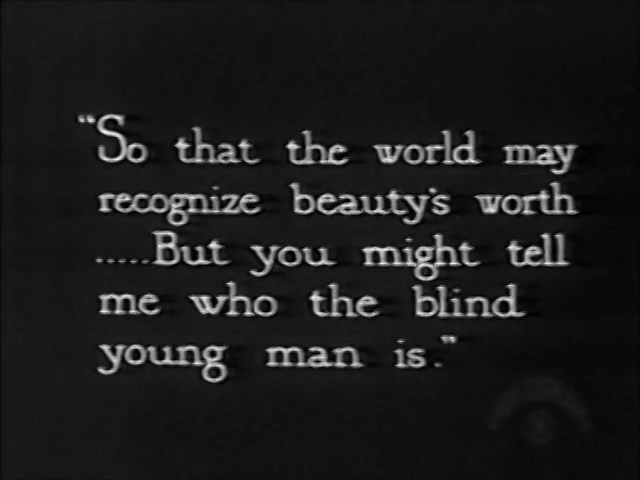 "So that the world may
recognize beauty's worth
.....But you might tell
me who the blind
young man is."